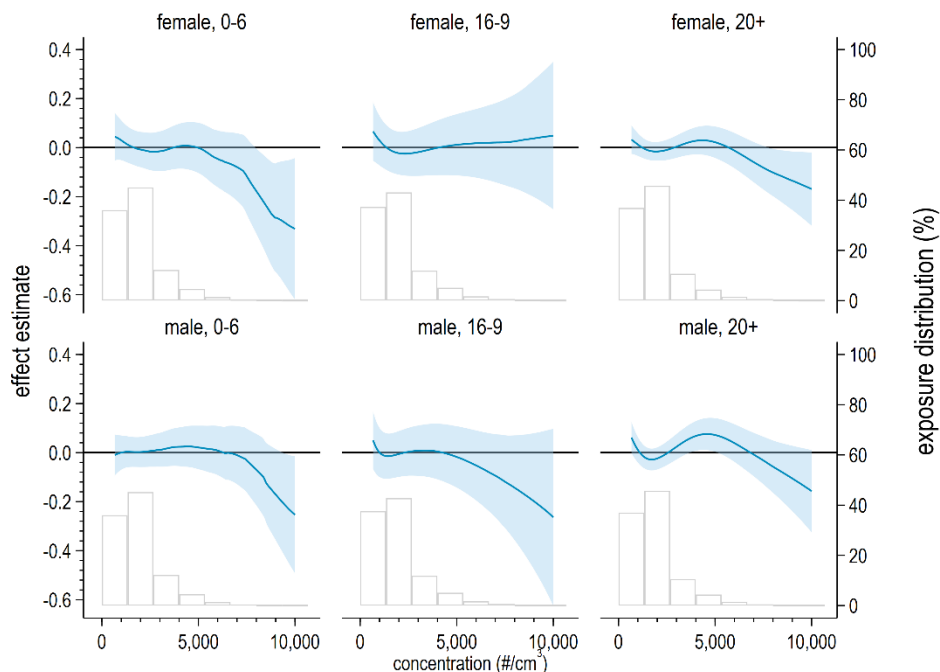 female, 0-6 female, 16-9 female, 20+
0.4 100
0.2 80
0.0 60
-0.2 40
-0.4 20
-0.6 0
male, 0-6 male, 16-9 male, 20+
0.4 100
0.2 80
0.0 60
-0.2 40
-0.4 20
-0.6 0
0 5,000 10,000 0 5,000 10,000 0 5,000 10,000
concentration (#/cm³)
effect estimate
exposure distribution (%)